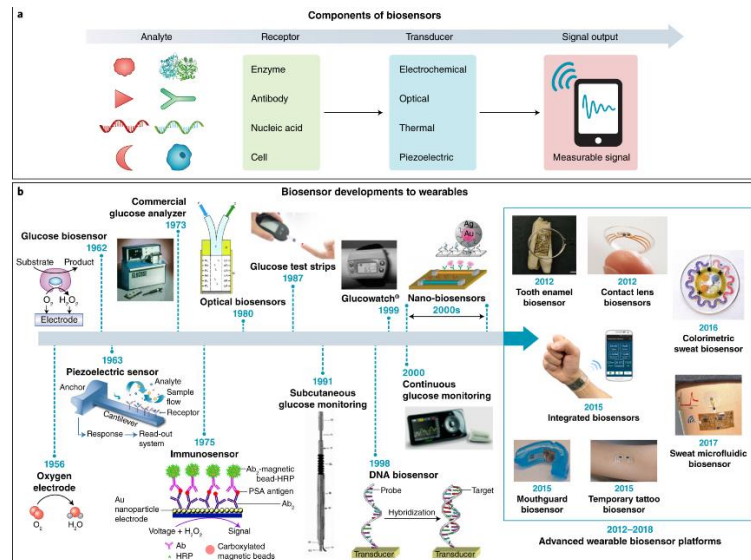 a
Components of biosensors
Analyte
Receptor
Transducer
Signal output
Enzyme
Antibody
Nucleic acid
Cell
Electrochemical
Optical
Thermal
Piezoelectric
Measurable signal
b
Biosensor developments to wearables
Glucose biosensor
1962
Substrate
Product
O₂
H₂O₂
Electrode
Commercial
glucose analyzer
1973
Optical biosensors
1980
Glucose test strips
1987
Glucowatch®
1999
Ag
Au
Nano-biosensors
2000s
1963
Piezoelectric sensor
Anchor
Analyte
Sample
flow
Receptor
Cantilever
Response
Read-out
system
1956
Oxygen
electrode
O₂
H₂O
1975
Immunosensor
Ab₂-magnetic
bead-HRP
PSA antigen
Ab₁
Au
nanoparticle
electrode
Voltage + H₂O₂
Signal
Ab
HRP
Carboxylated
magnetic beads
1991
Subcutaneous
glucose monitoring
1998
DNA biosensor
Probe
Target
Hybridization
Transducer
Transducer
2000
Continuous
glucose monitoring
2012
Tooth enamel
biosensor
2012
Contact lens
biosensors
2016
Colorimetric
sweat biosensor
2015
Integrated biosensors
2017
Sweat microfluidic
biosensor
2015
Mouthguard
biosensor
2015
Temporary tattoo
biosensor
2012–2018
Advanced wearable biosensor platforms